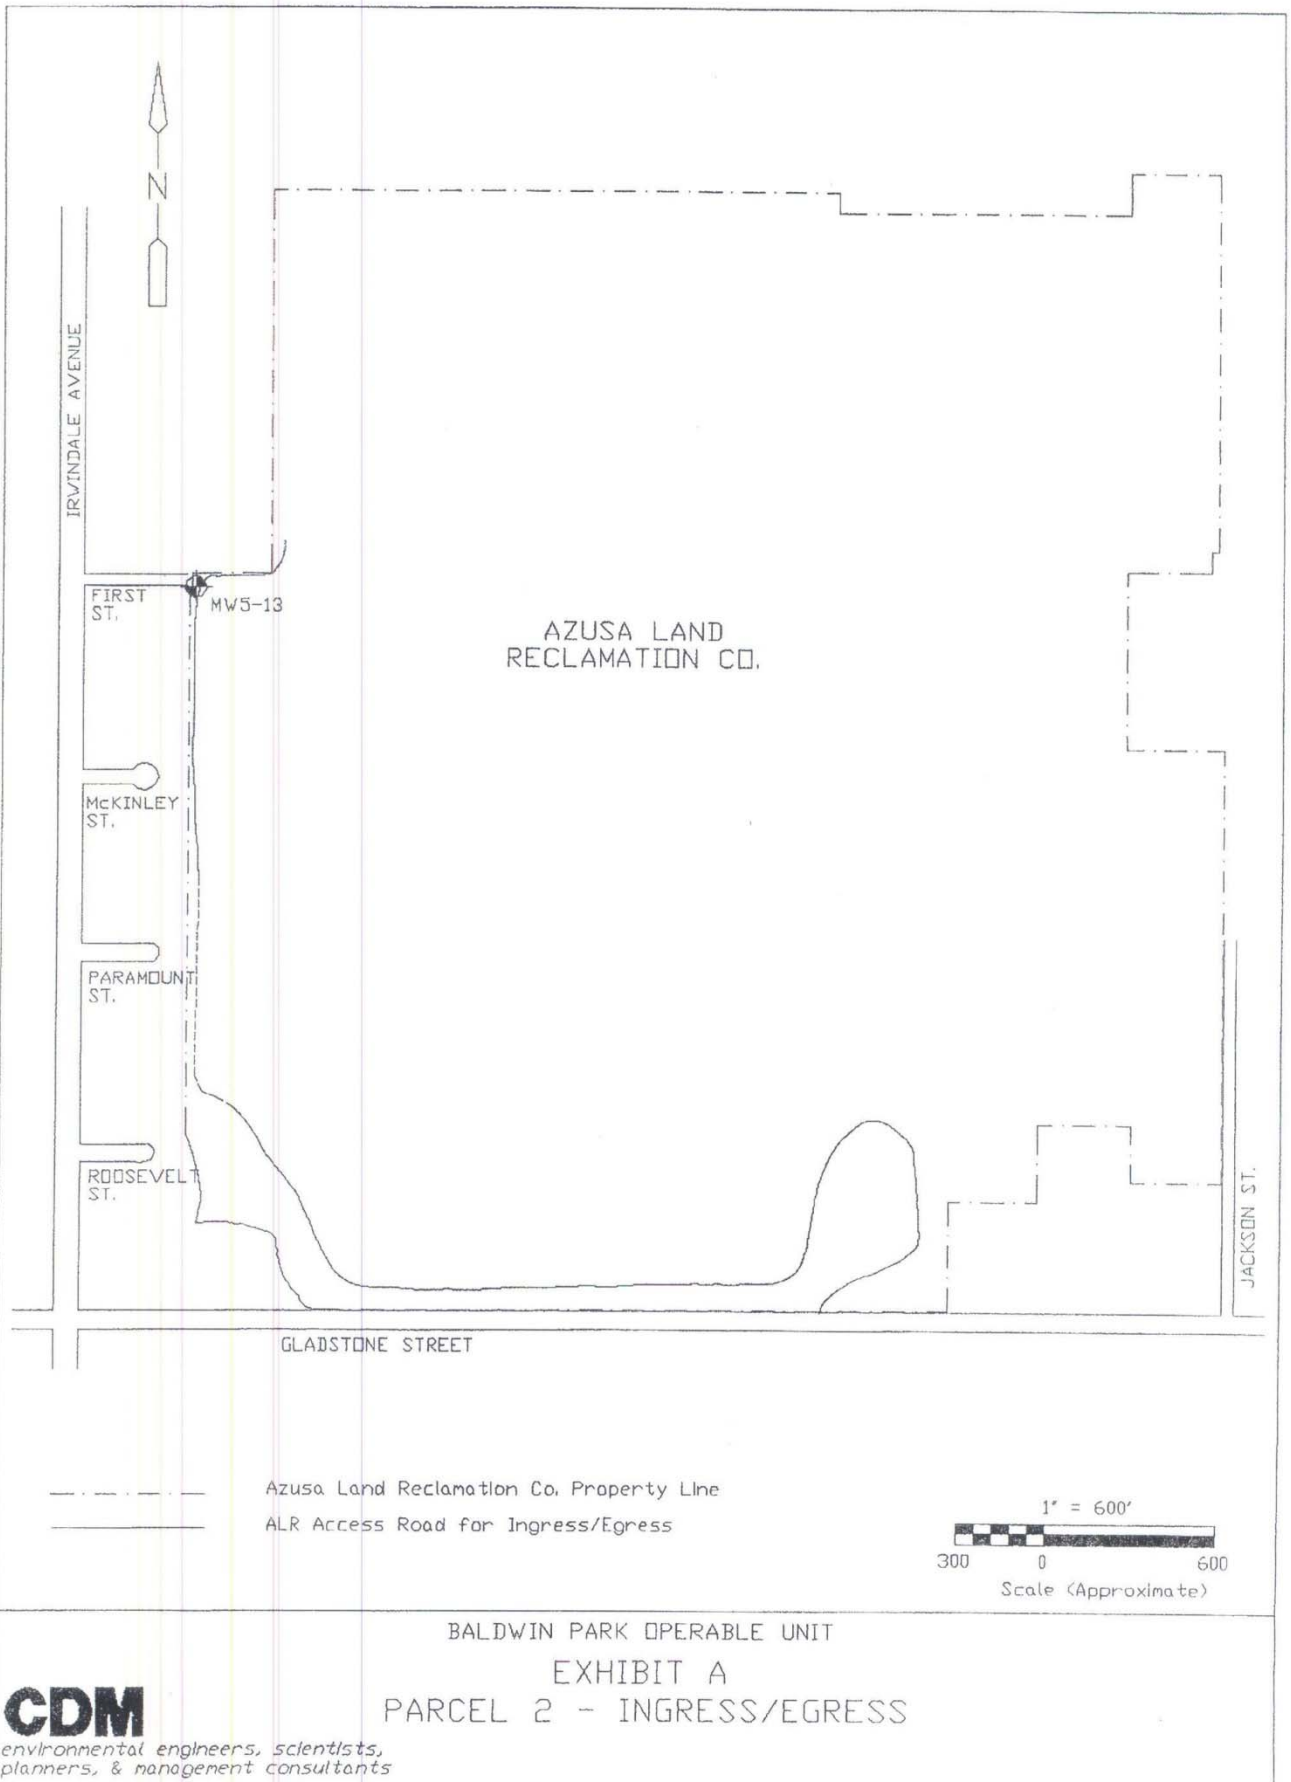 N
IRWINDALE AVENUE
FIRST
ST.
MW5-13
AZUSA LAND
RECLAMATION CO.
McKINLEY
ST.
PARAMOUNT
ST.
ROOSEVELT
ST.
JACKSON ST.
GLADSTONE STREET
Azusa Land Reclamation Co. Property Line
ALR Access Road for Ingress/Egress
1" = 600'
300 0 600
Scale (Approximate)
BALDWIN PARK OPERABLE UNIT
EXHIBIT A
PARCEL 2 - INGRESS/EGRESS
CDM
environmental engineers, scientists,
planners, & management consultants